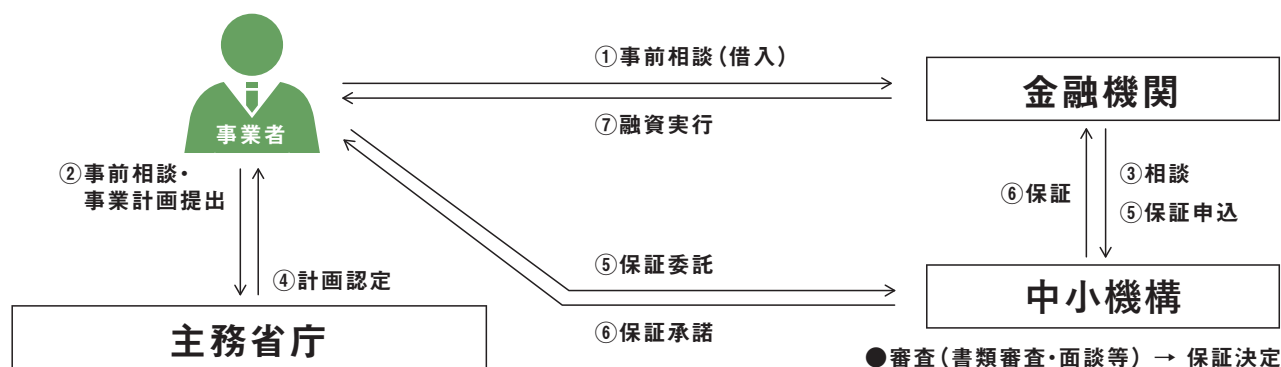 ①事前相談（借入）
金融機関
事業者
⑦融資実行
②事前相談・
事業計画提出
③相談
⑥保証
⑤保証申込
④計画認定
⑤保証委託
中小機構
主務省庁
⑥保証承諾
●審査（書類審査・面談等） → 保証決定